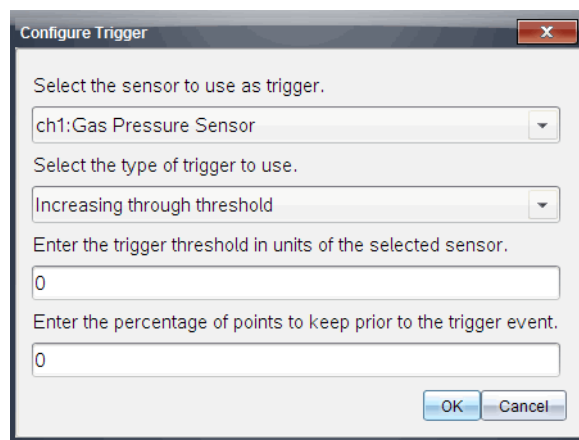 Configure Trigger
Select the sensor to use as trigger.
ch1:Gas Pressure Sensor
Select the type of trigger to use.
Increasing through threshold
Enter the trigger threshold in units of the selected sensor.
0
Enter the percentage of points to keep prior to the trigger event.
0
OK Cancel